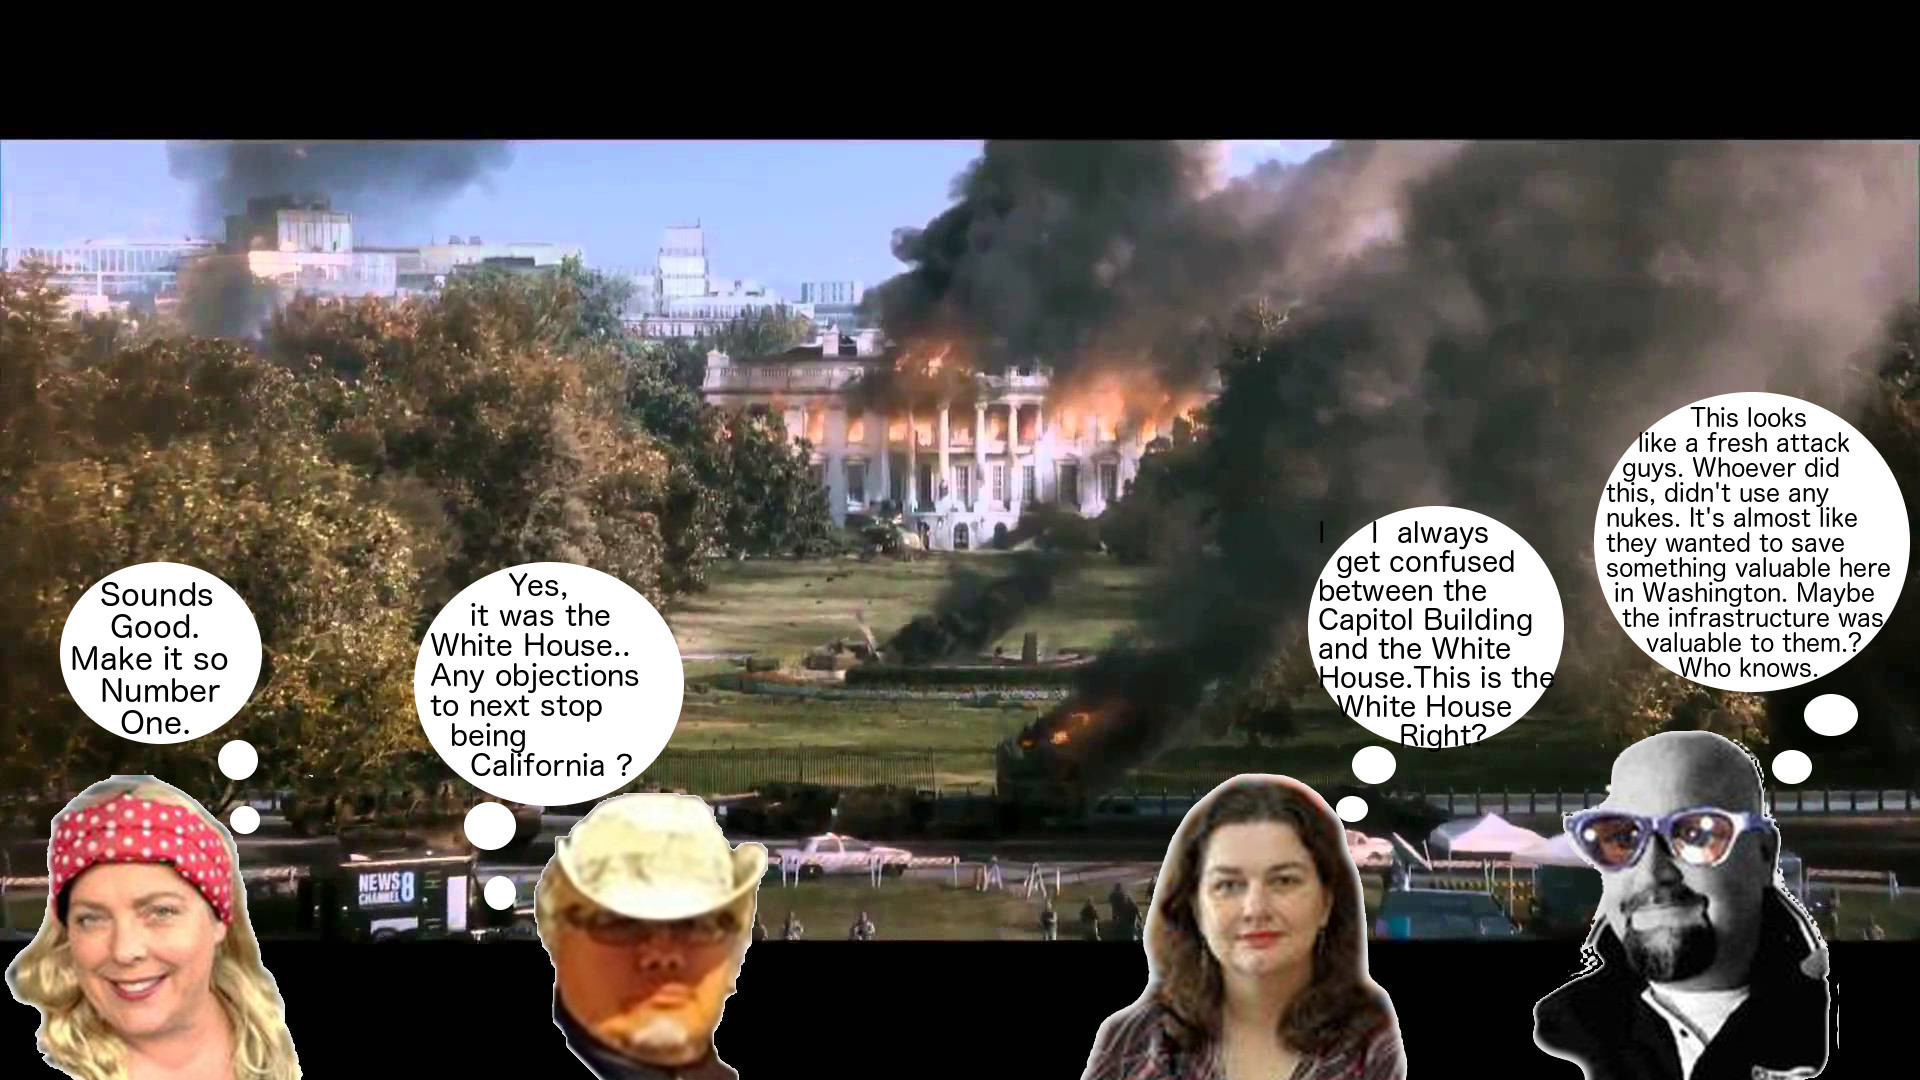 Sounds
Good.
Make it so
Number
One.
Yes,
it was the
White House..
Any objections
to next stop
being
California ?
I I always
get confused
between the
Capitol Building
and the White
House.This is the
White House
Right?
This looks
like a fresh attack
guys. Whoever did
this, didn't use any
nukes. It's almost like
they wanted to save
something valuable here
in Washington. Maybe
the infrastructure was
valuable to them.?
Who knows.
NEWS 8
CHANNEL